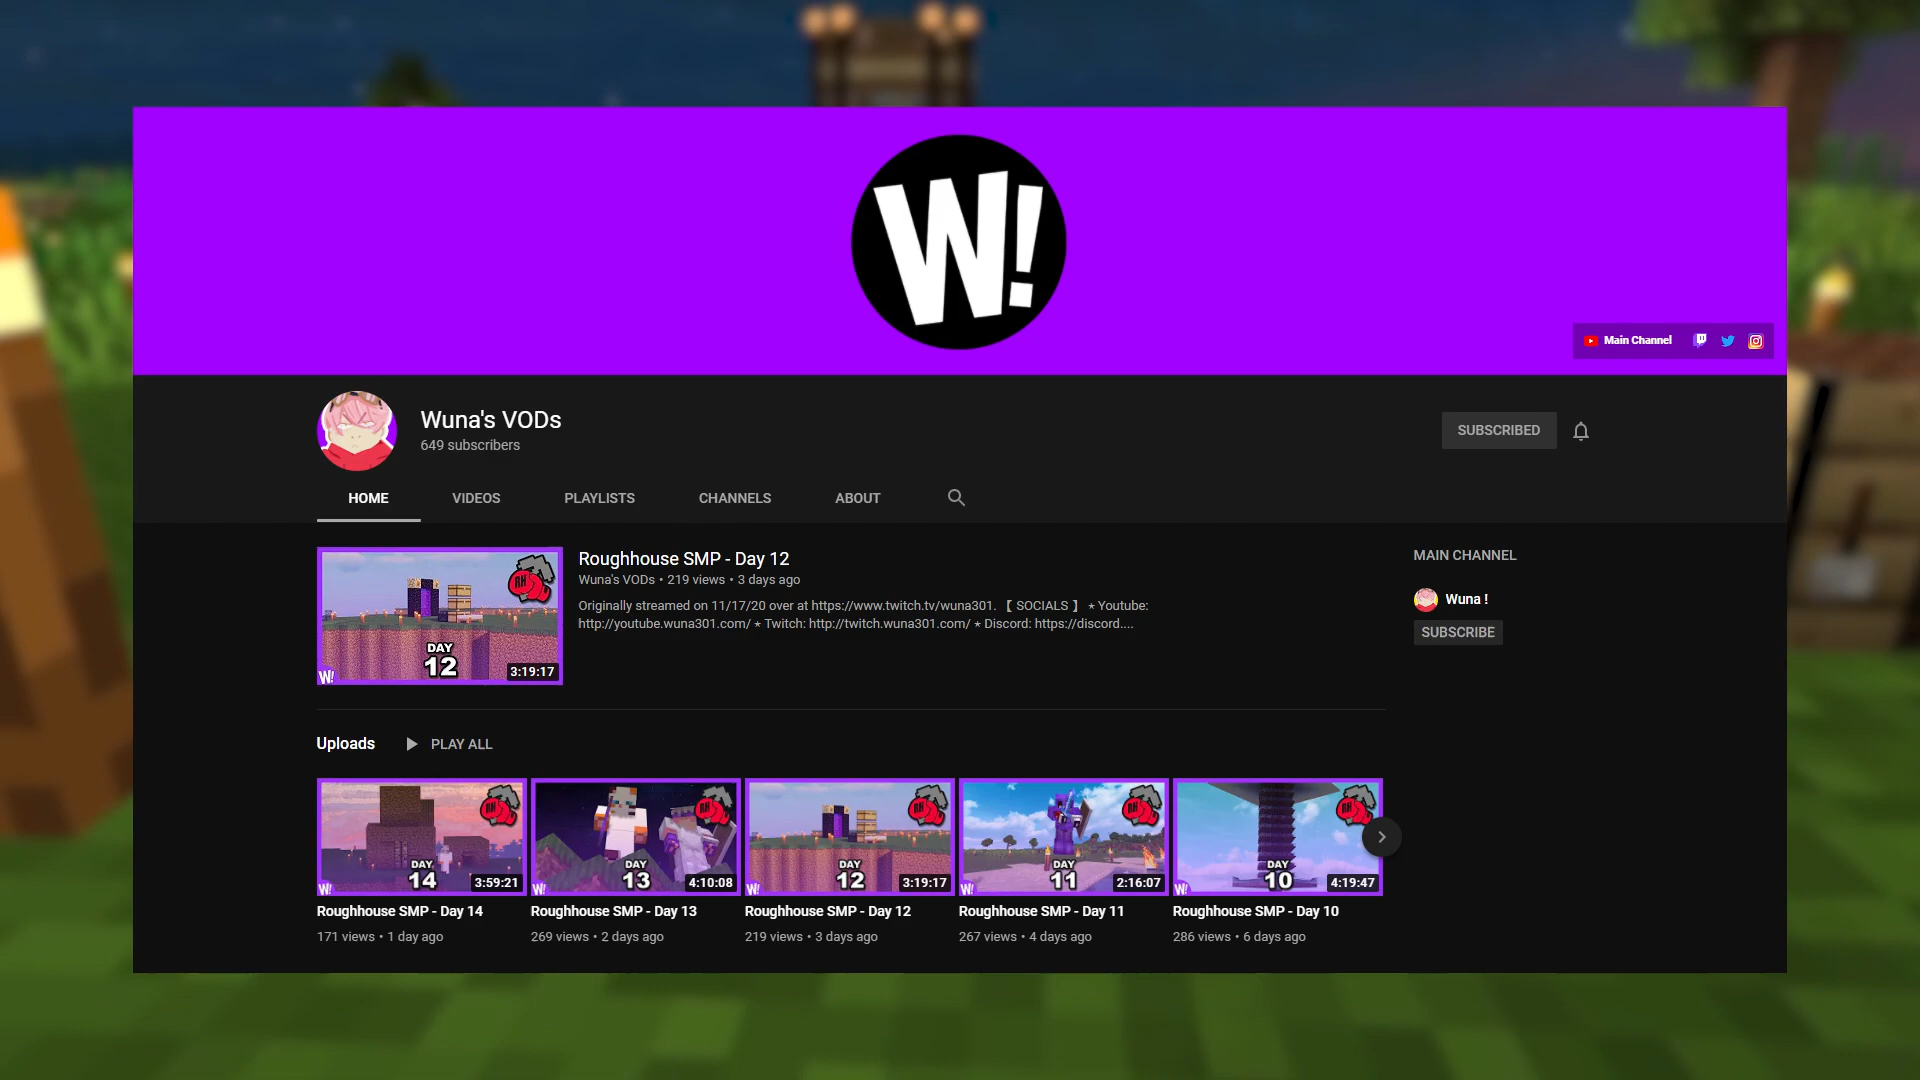 W!
Main Channel
Wuna's VODs
649 subscribers
SUBSCRIBED
HOME
VIDEOS
PLAYLISTS
CHANNELS
ABOUT
DAY
12
3:19:17
W!
Roughhouse SMP - Day 12
Wuna's VODs • 219 views • 3 days ago
Originally streamed on 11/17/20 over at https://www.twitch.tv/wuna301. 【 SOCIALS 】 ⋆ Youtube:
http://youtube.wuna301.com/ ⋆ Twitch: http://twitch.wuna301.com/ ⋆ Discord: https://discord....
MAIN CHANNEL
Wuna !
SUBSCRIBE
Uploads
PLAY ALL
RH
DAY
14
3:59:21
W!
Roughhouse SMP - Day 14
171 views • 1 day ago
RH
DAY
13
4:10:08
W!
Roughhouse SMP - Day 13
269 views • 2 days ago
RH
DAY
12
3:19:17
W!
Roughhouse SMP - Day 12
219 views • 3 days ago
RH
DAY
11
2:16:07
W!
Roughhouse SMP - Day 11
267 views • 4 days ago
RH
DAY
10
4:19:47
W!
Roughhouse SMP - Day 10
286 views • 6 days ago